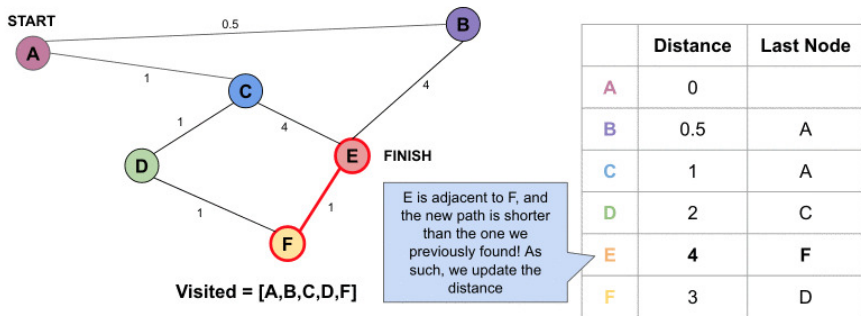 START
0.5
B
A
1
C
4
1
4
D
E
FINISH
1
1
F
Visited = [A,B,C,D,F]
E is adjacent to F, and
the new path is shorter
than the one we
previously found! As
such, we update the
distance
Distance Last Node
A 0
B 0.5 A
C 1 A
D 2 C
E 4 F
F 3 D